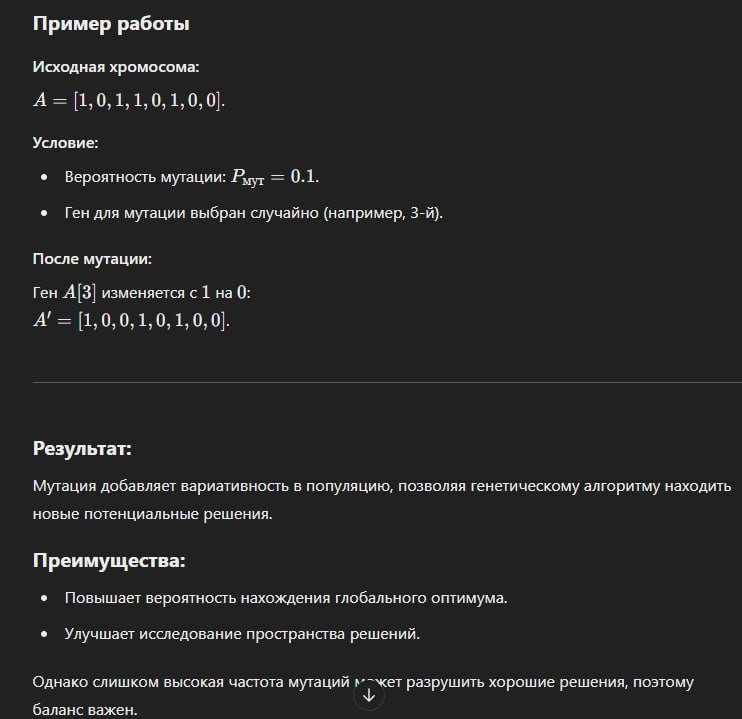 Пример работы
Исходная хромосома:
A = [1, 0, 1, 1, 0, 1, 0, 0].
Условие:
• Вероятность мутации: Pмут = 0.1.
• Ген для мутации выбран случайно (например, 3-й).
После мутации:
Ген A[3] изменяется с 1 на 0:
A′ = [1, 0, 0, 1, 0, 1, 0, 0].
Результат:
Мутация добавляет вариативность в популяцию, позволяя генетическому алгоритму находить
новые потенциальные решения.
Преимущества:
• Повышает вероятность нахождения глобального оптимума.
• Улучшает исследование пространства решений.
Однако слишком высокая частота мутаций может разрушить хорошие решения, поэтому
баланс важен.